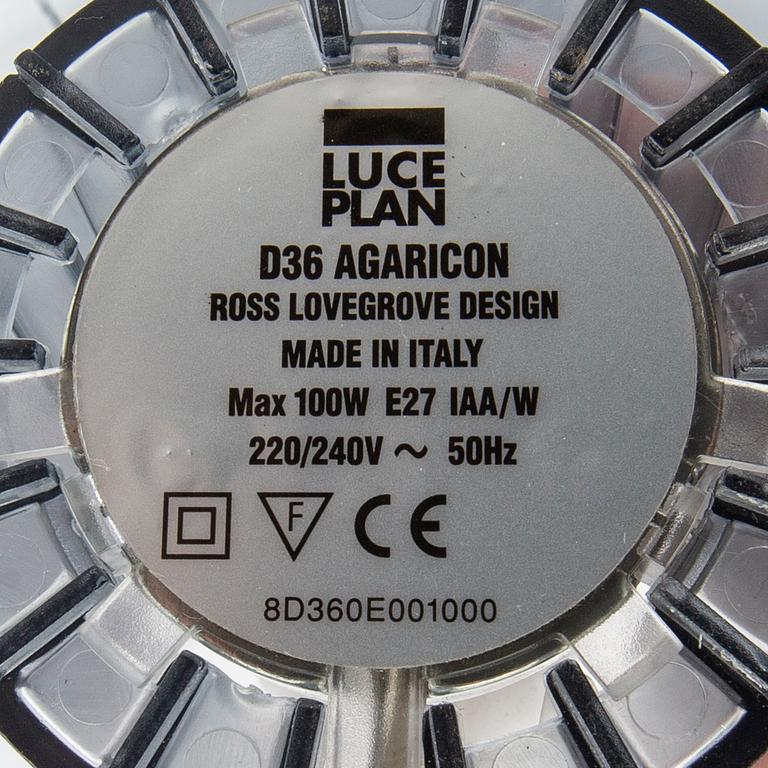 LUCE
PLAN
D36 AGARICON
ROSS LOVEGROVE DESIGN
MADE IN ITALY
Max 100W E27 IAA/W
220/240V ~ 50Hz
F CE
8D360E001000